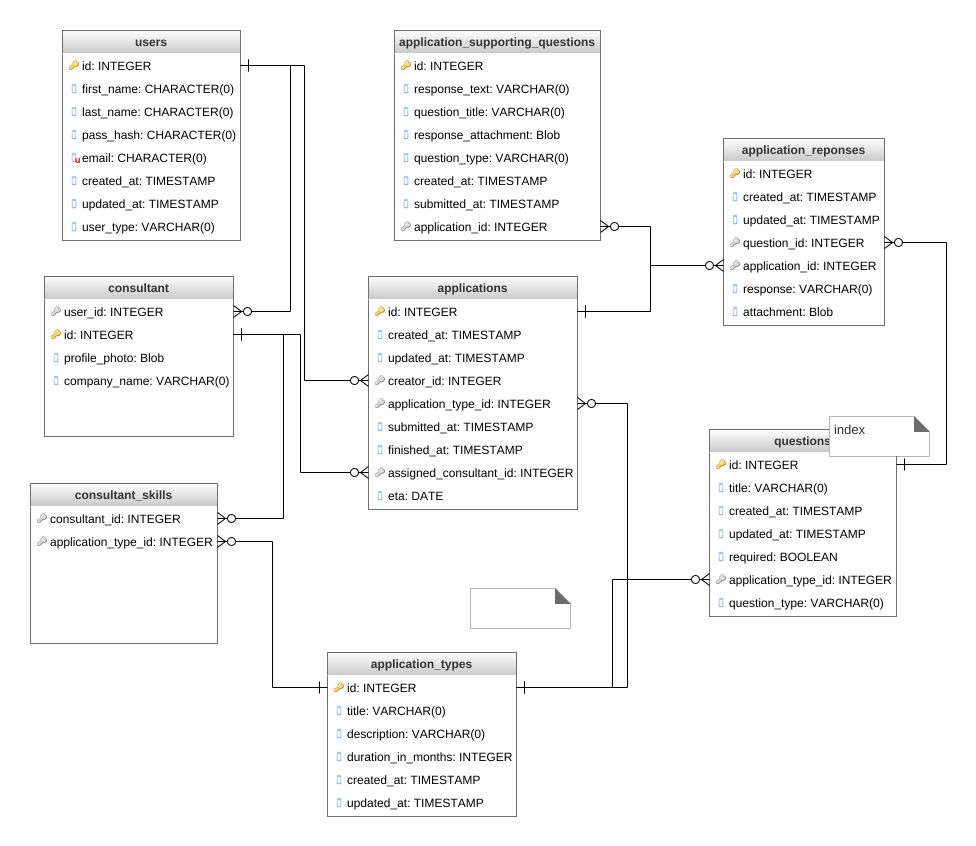 users
id: INTEGER
first_name: CHARACTER(0)
last_name: CHARACTER(0)
pass_hash: CHARACTER(0)
u
email: CHARACTER(0)
created_at: TIMESTAMP
updated_at: TIMESTAMP
user_type: VARCHAR(0)
application_supporting_questions
id: INTEGER
response_text: VARCHAR(0)
question_title: VARCHAR(0)
response_attachment: Blob
question_type: VARCHAR(0)
created_at: TIMESTAMP
submitted_at: TIMESTAMP
application_id: INTEGER
application_reponses
id: INTEGER
created_at: TIMESTAMP
updated_at: TIMESTAMP
question_id: INTEGER
application_id: INTEGER
response: VARCHAR(0)
attachment: Blob
consultant
user_id: INTEGER
id: INTEGER
profile_photo: Blob
company_name: VARCHAR(0)
applications
id: INTEGER
created_at: TIMESTAMP
updated_at: TIMESTAMP
creator_id: INTEGER
application_type_id: INTEGER
submitted_at: TIMESTAMP
finished_at: TIMESTAMP
assigned_consultant_id: INTEGER
eta: DATE
index
questions
id: INTEGER
title: VARCHAR(0)
created_at: TIMESTAMP
updated_at: TIMESTAMP
required: BOOLEAN
application_type_id: INTEGER
question_type: VARCHAR(0)
consultant_skills
consultant_id: INTEGER
application_type_id: INTEGER
application_types
id: INTEGER
title: VARCHAR(0)
description: VARCHAR(0)
duration_in_months: INTEGER
created_at: TIMESTAMP
updated_at: TIMESTAMP